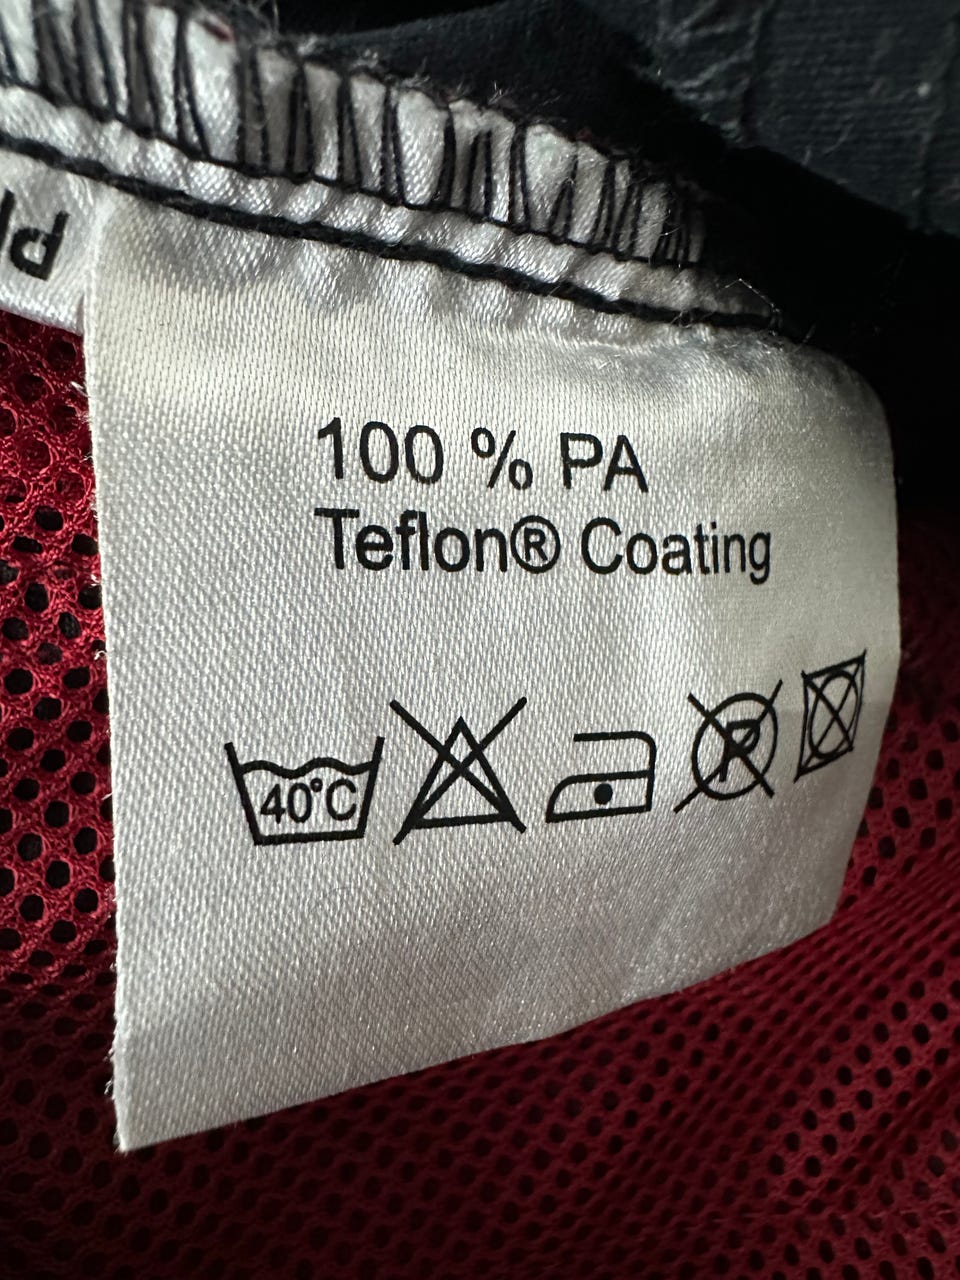 100 % PA
Teflon® Coating
40°C
P